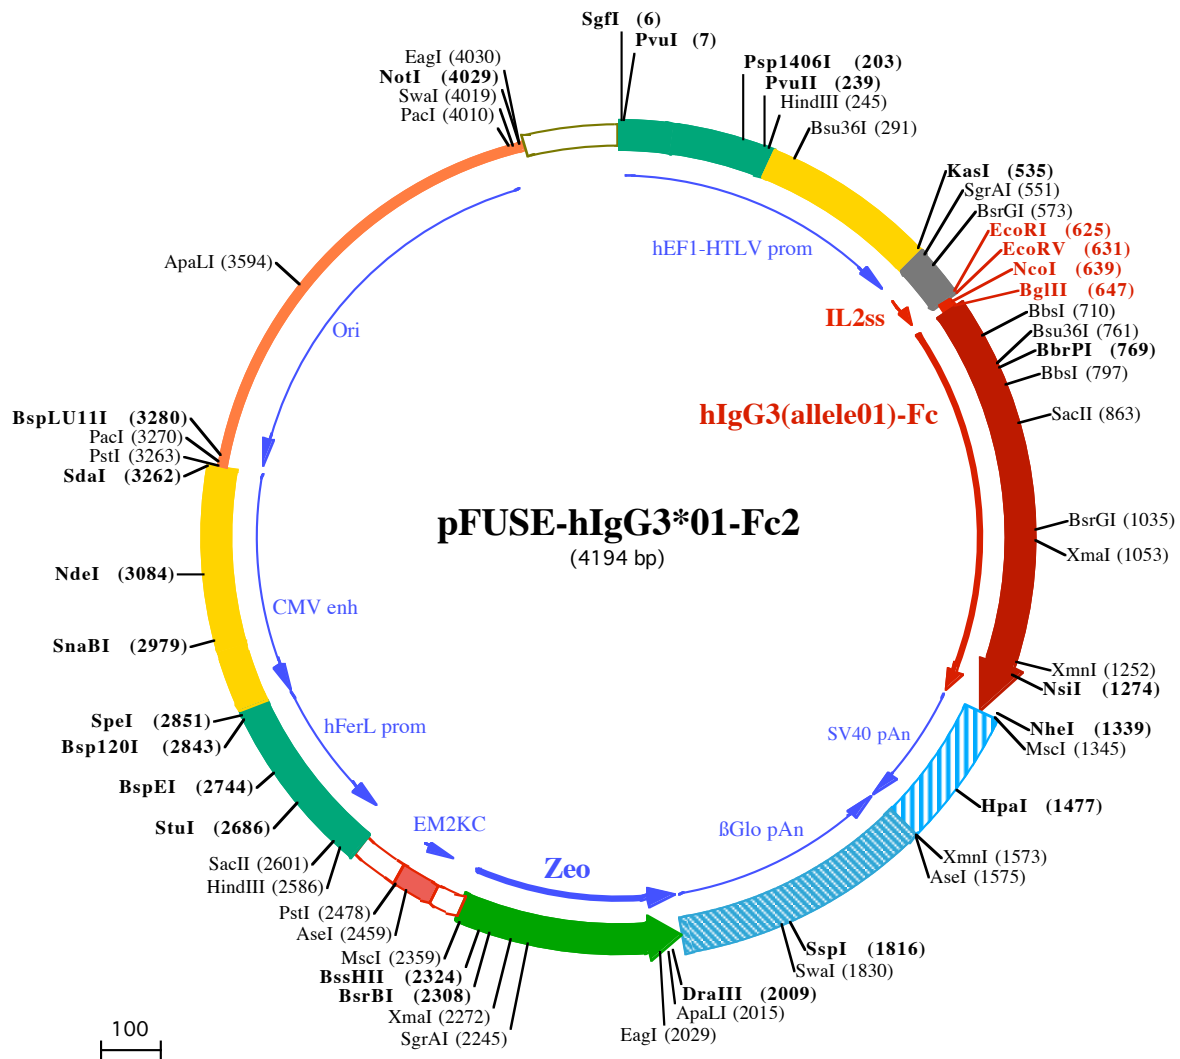 SgfI (6)
PvuI (7)
EagI (4030)
NotI (4029)
SwaI (4019)
PacI (4010)
Psp1406I (203)
PvuII (239)
HindIII (245)
Bsu36I (291)
KasI (535)
SgrAI (551)
BsrGI (573)
EcoRI (625)
EcoRV (631)
NcoI (639)
BglII (647)
BbsI (710)
Bsu36I (761)
BbrPI (769)
BbsI (797)
SacII (863)
ApaLI (3594)
hEF1-HTLV prom
IL2ss
Ori
hIgG3(allele01)-Fc
BspLU11I (3280)
PacI (3270)
PstI (3263)
SdaI (3262)
pFUSE-hIgG3*01-Fc2
(4194 bp)
BsrGI (1035)
XmaI (1053)
NdeI (3084)
CMV enh
SnaBI (2979)
XmnI (1252)
NsiI (1274)
SpeI (2851)
Bsp120I (2843)
hFerL prom
SV40 pAn
NheI (1339)
MscI (1345)
BspEI (2744)
HpaI (1477)
StuI (2686)
EM2KC
ßGlo pAn
Zeo
XmnI (1573)
AseI (1575)
SacII (2601)
HindIII (2586)
PstI (2478)
AseI (2459)
MscI (2359)
BssHII (2324)
BsrBI (2308)
XmaI (2272)
SgrAI (2245)
SspI (1816)
SwaI (1830)
DraIII (2009)
ApaLI (2015)
EagI (2029)
100